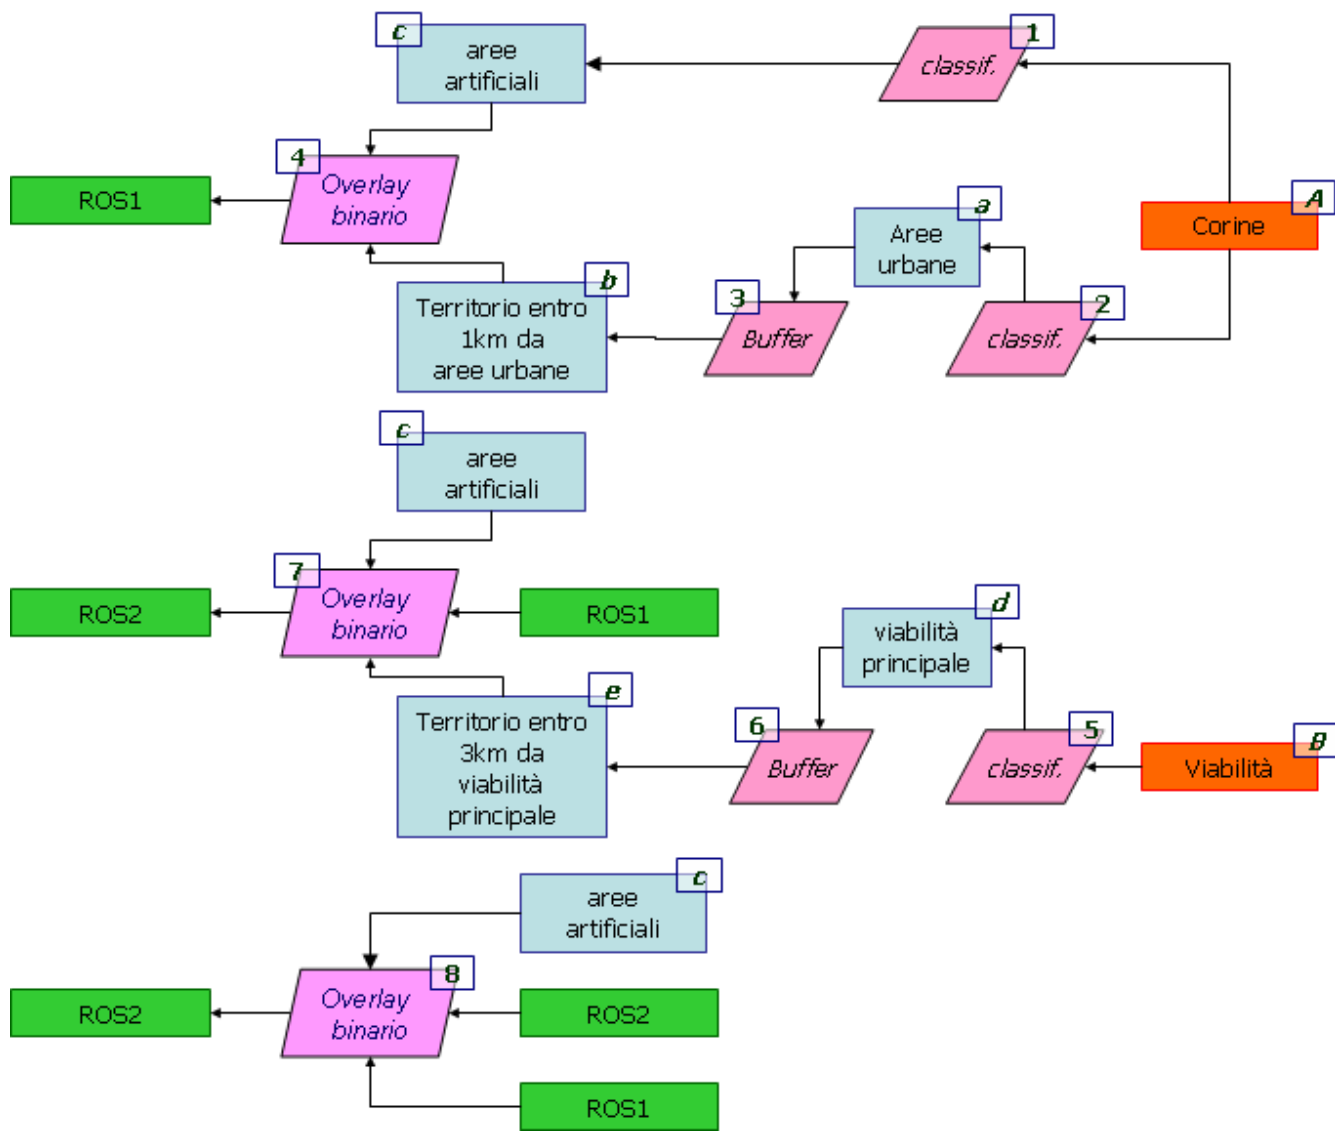 c
aree
artificiali
1
classif.
4
Overlay
binario
ROS1
a
Aree
urbane
A
Corine
b
Territorio entro
1km da
aree urbane
3
Buffer
2
classif.
c
aree
artificiali
7
Overlay
binario
ROS2
ROS1
d
viabilità
principale
e
Territorio entro
3km da
viabilità
principale
6
Buffer
5
classif.
B
Viabilità
c
aree
artificiali
8
Overlay
binario
ROS2
ROS2
ROS1